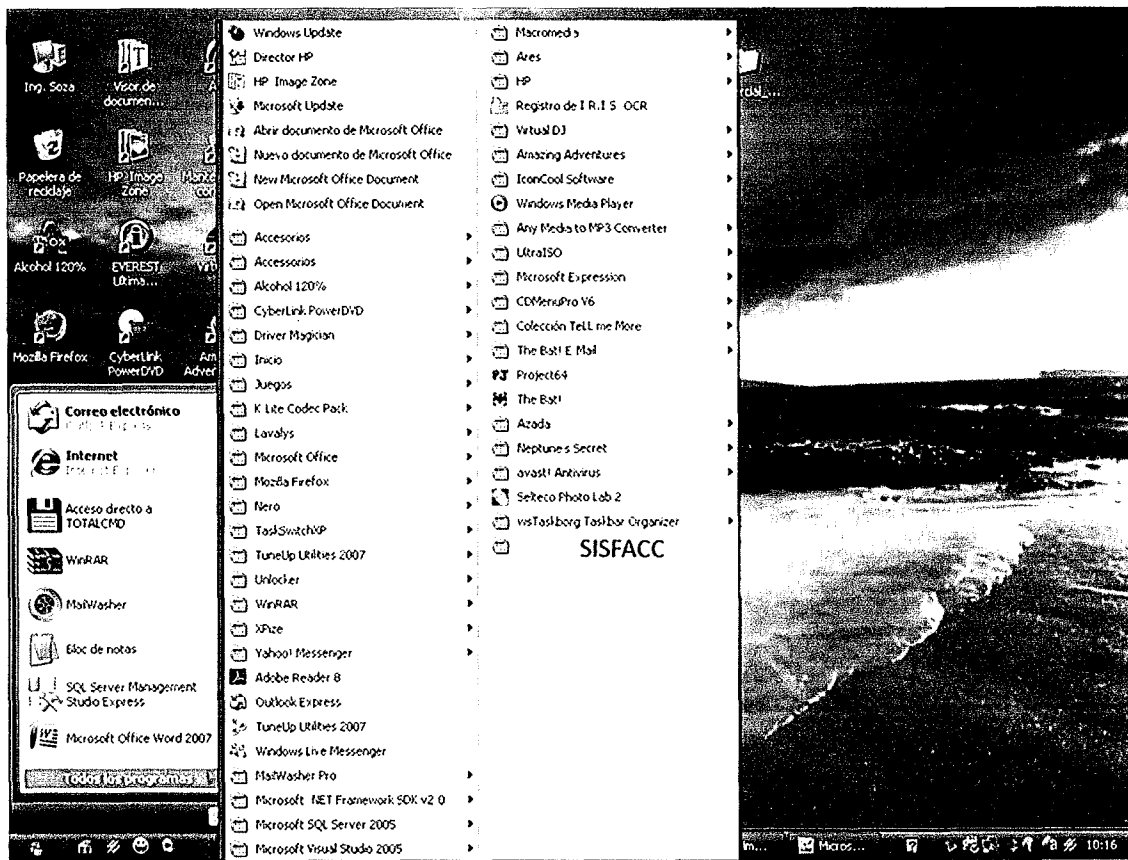 Ing. Soza
Visor de documen...
Papelera de reciclaje
HP Image Zone
Alcohol 120%
EVEREST Ultima...
Mozilla Firefox
CyberLink PowerDVD
Correo electrónico
Internet
Acceso directo a TOTALCMD
WinRAR
MailWasher
Bloc de notas
SQL Server Management Studio Express
Microsoft Office Word 2007
Todos los programas
Windows Update
Director HP
HP Image Zone
Microsoft Update
Abrir documento de Microsoft Office
Nuevo documento de Microsoft Office
New Microsoft Office Document
Open Microsoft Office Document
Accesorios
Accessorios
Alcohol 120%
CyberLink PowerDVD
Driver Magician
Inicio
Juegos
K Lite Codec Pack
Lavalys
Microsoft Office
Mozilla Firefox
Nero
TaskSwitchXP
TuneUp Utilities 2007
Unlocker
WinRAR
XPize
Yahoo! Messenger
Adobe Reader 8
Outlook Express
TuneUp Utilities 2007
Windows Live Messenger
MailWasher Pro
Microsoft .NET Framework SDK v2 0
Microsoft SQL Server 2005
Microsoft Visual Studio 2005
Macromedia
Ares
HP
Registro de I R.I S OCR
Virtual DJ
Amazing Adventures
IconCool Software
Windows Media Player
Any Media to MP3 Converter
UltraISO
Microsoft Expression
CDMenuPro V6
Colección TeLL me More
The Bat! E Mail
Project64
The Bat!
Azada
Neptune's Secret
avast! Antivirus
Selteco Photo Lab 2
wsTaskborg Taskbar Organizer
SISFACC
rcial_...
im...
Micros...
10:16